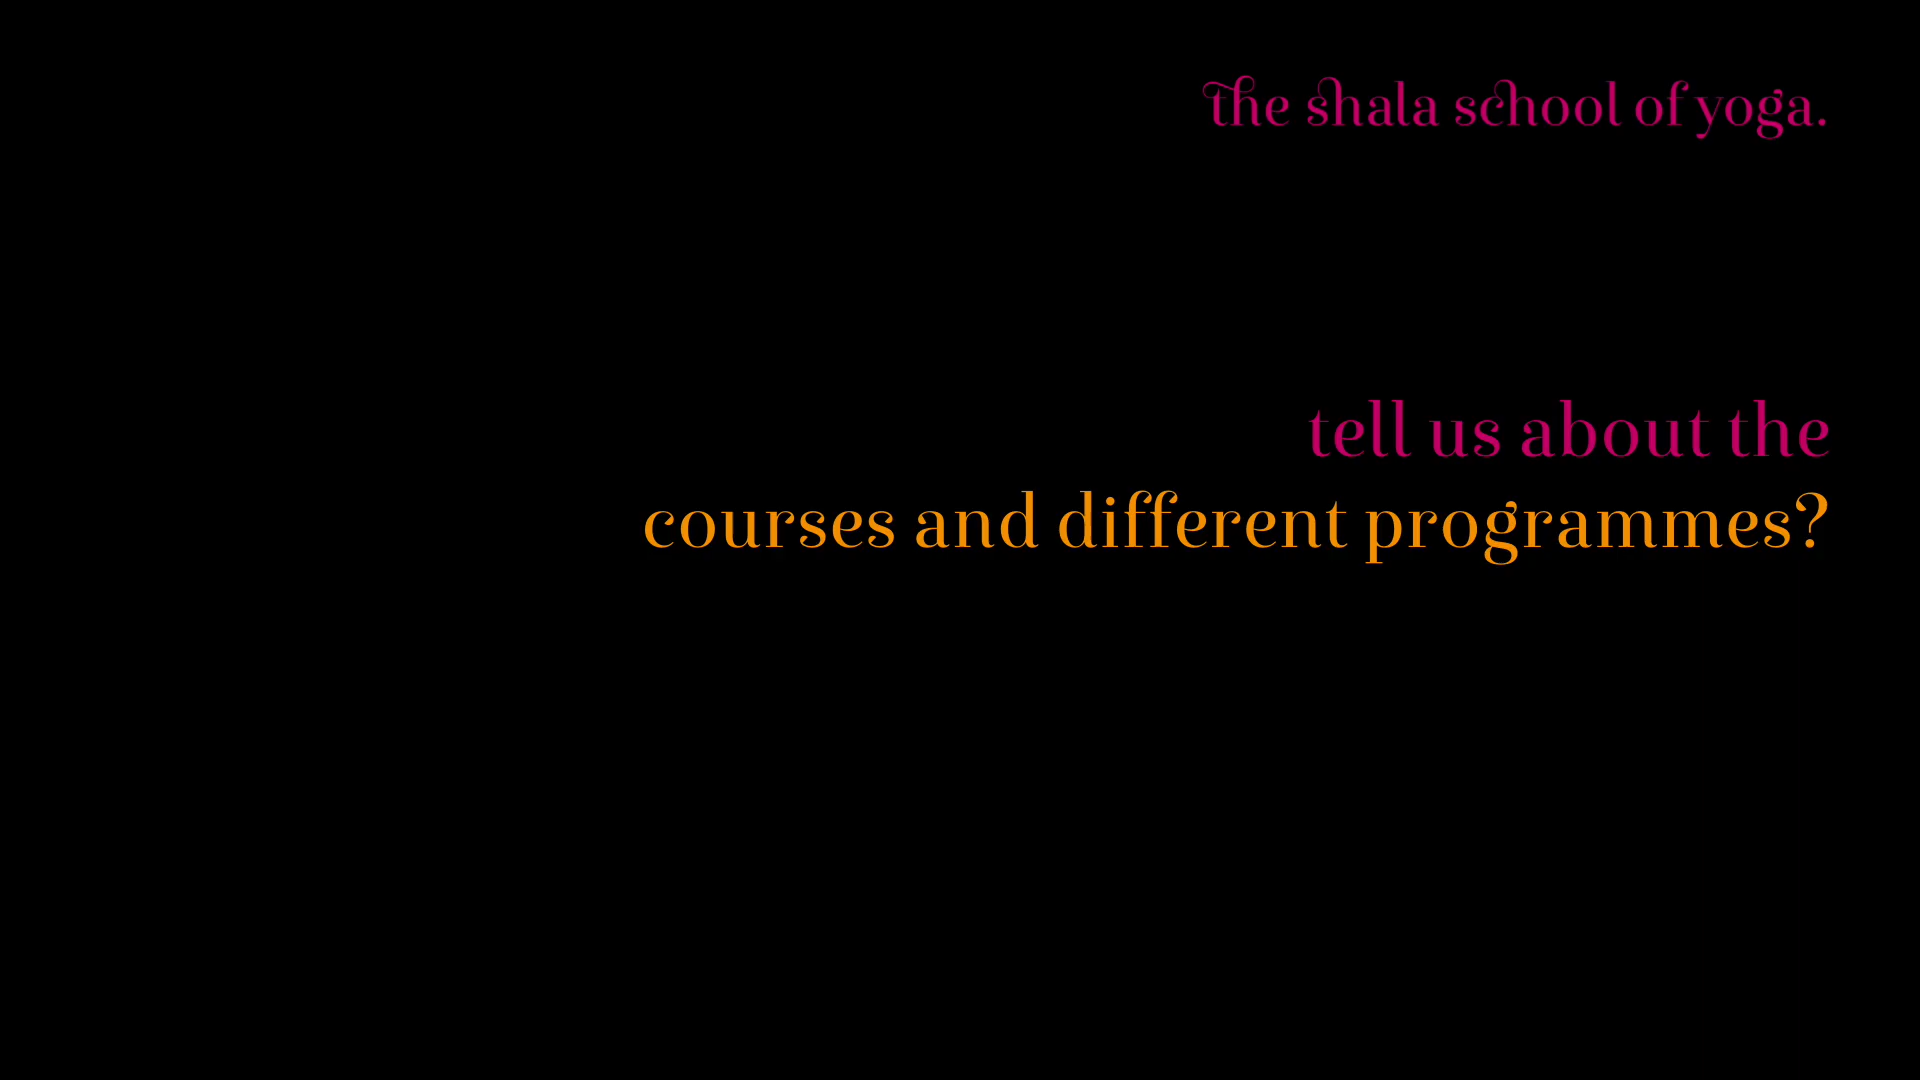 the shala school of yoga.
tell us about the
courses and different programmes?